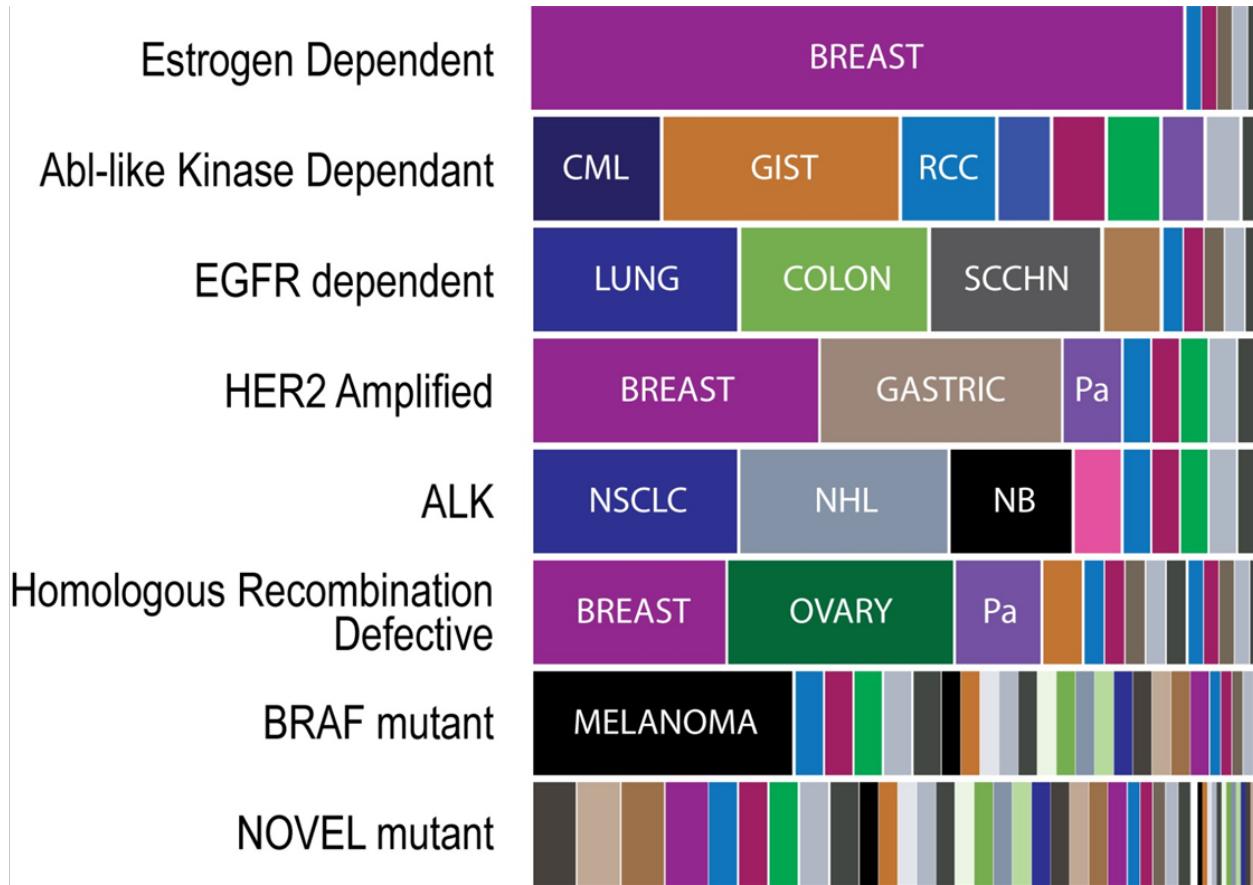 Estrogen Dependent
BREAST
Abl-like Kinase Dependant
CML GIST RCC
EGFR dependent
LUNG COLON SCCHN
HER2 Amplified
BREAST GASTRIC Pa
ALK
NSCLC NHL NB
Homologous Recombination
Defective
BREAST OVARY Pa
BRAF mutant
MELANOMA
NOVEL mutant